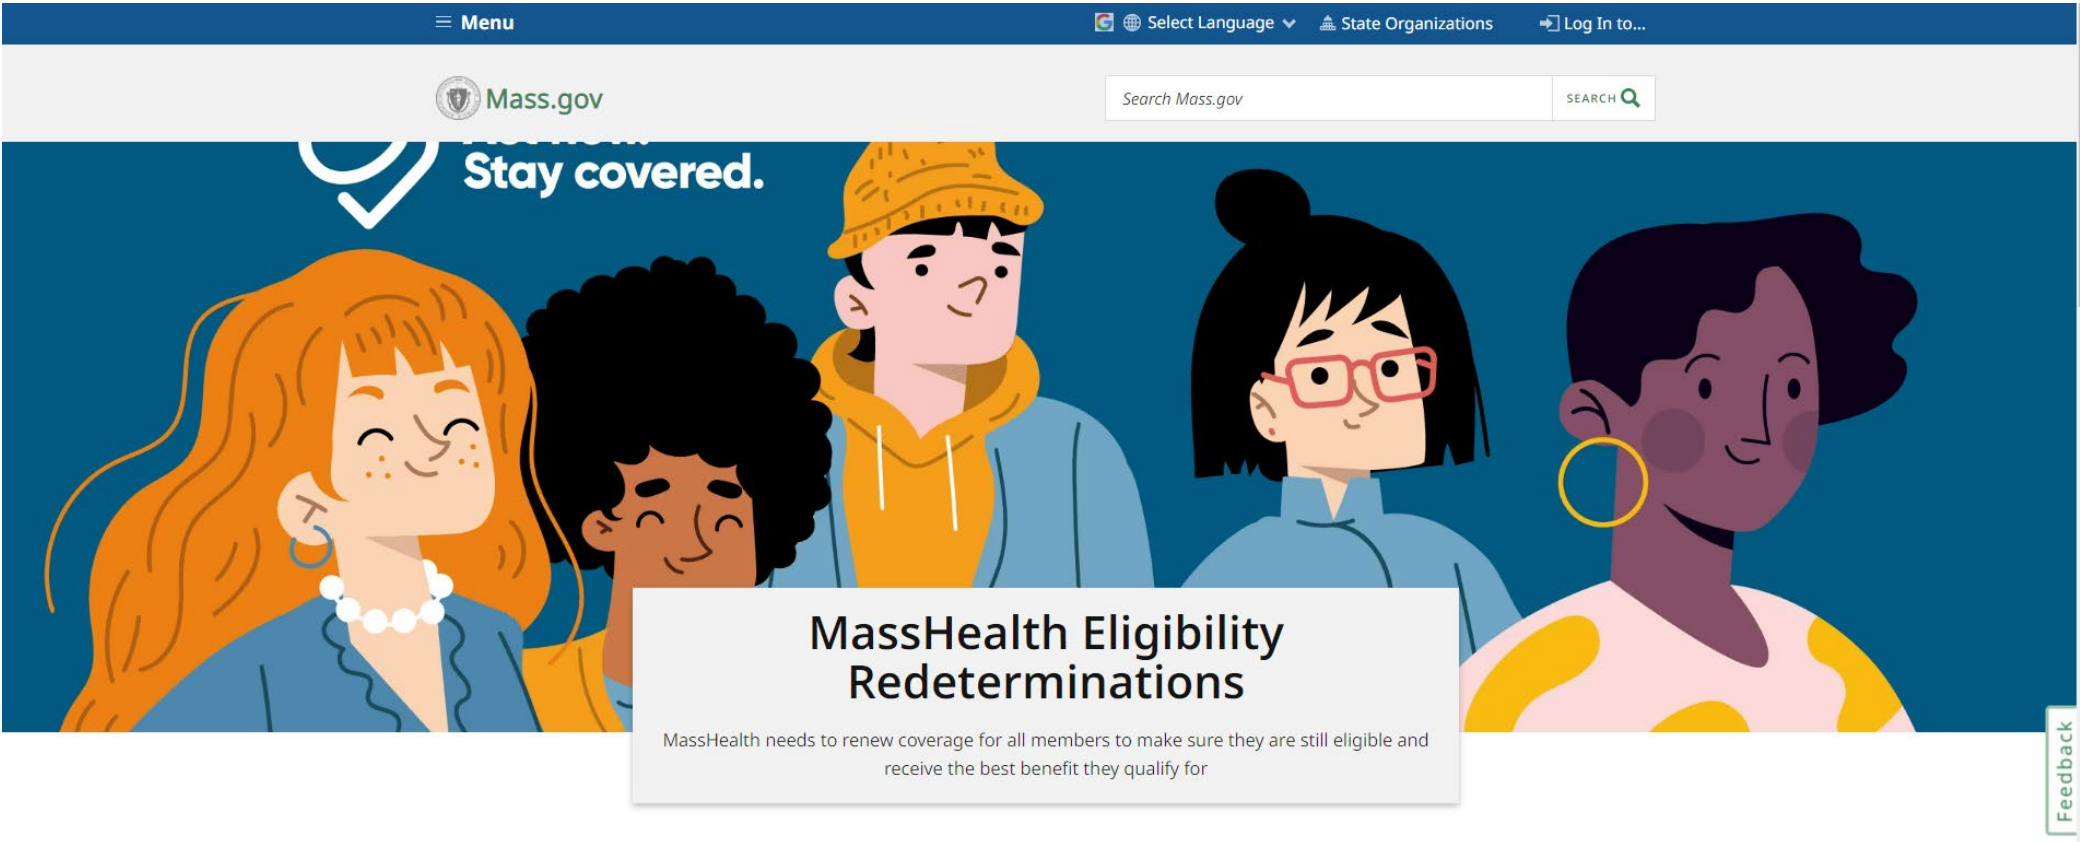 Menu
Select Language
State Organizations
Log In to...
Mass.gov
Search Mass.gov
SEARCH
Stay covered.
MassHealth Eligibility
Redeterminations
MassHealth needs to renew coverage for all members to make sure they are still eligible and
receive the best benefit they qualify for
Feedback